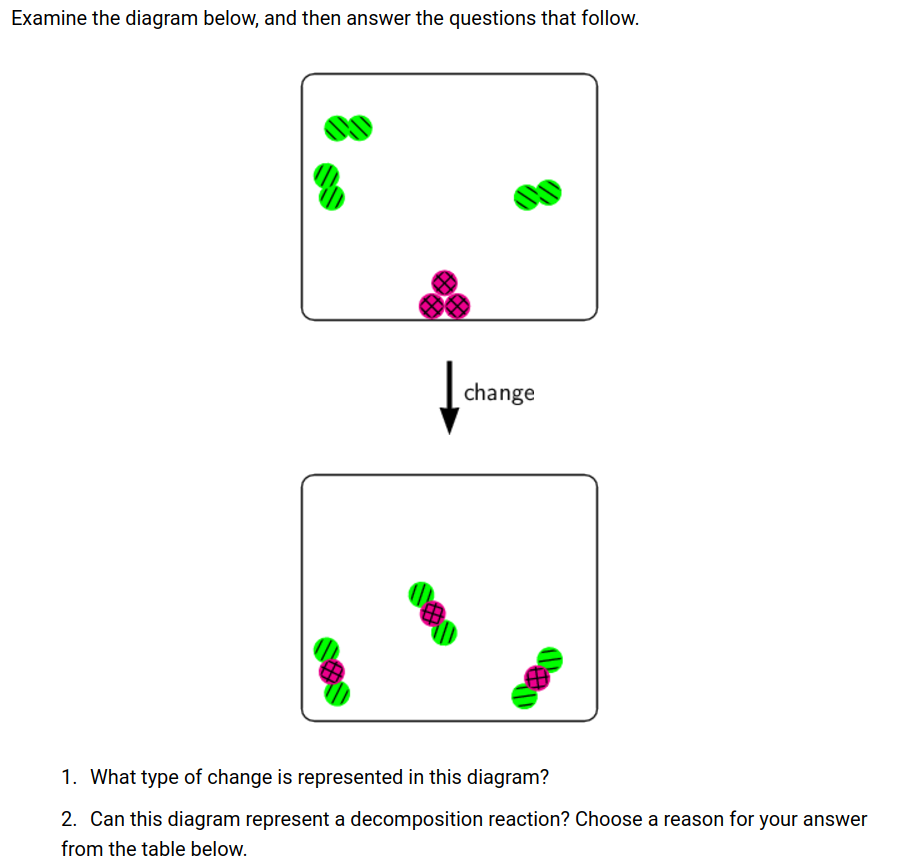 Examine the diagram below, and then answer the questions that follow.
change
1. What type of change is represented in this diagram?
2. Can this diagram represent a decomposition reaction? Choose a reason for your answer
from the table below.